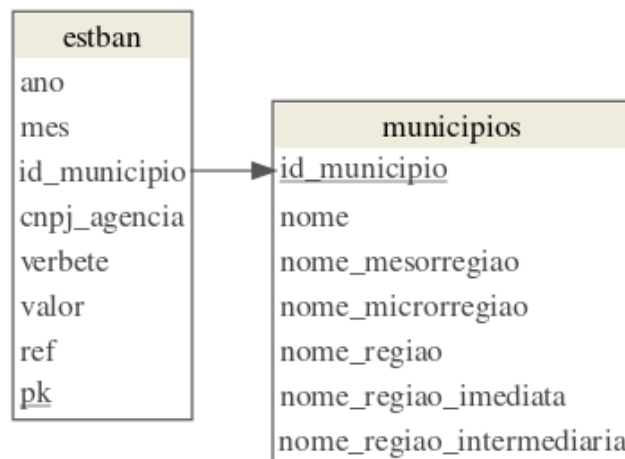 estban
ano
mes
id_municipio
cnpj_agencia
verbete
valor
ref
pk
municipios
id_municipio
nome
nome_mesorregiao
nome_microrregiao
nome_regiao
nome_regiao_imediata
nome_regiao_intermediaria